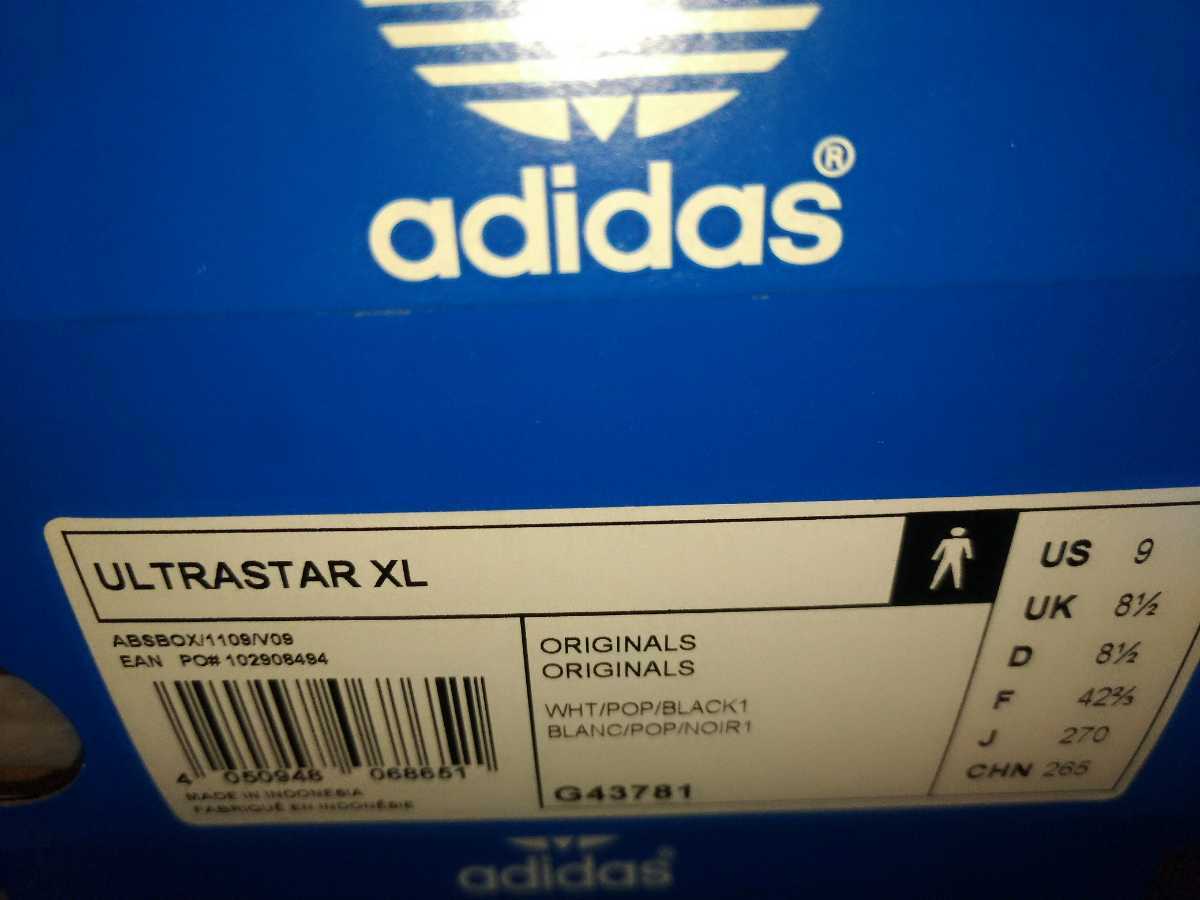 adidas®
ULTRASTAR XL
ABSBOX/1109/V09
EAN PO# 102908494
4 050948 068651
MADE IN INDONESIA
FABRIQUÉ EN INDONÉSIE
ORIGINALS
ORIGINALS
WHT/POP/BLACK1
BLANC/POP/NOIR1
G43781
US 9
UK 8½
D 8½
F 42⅔
J 270
CHN 265
adidas